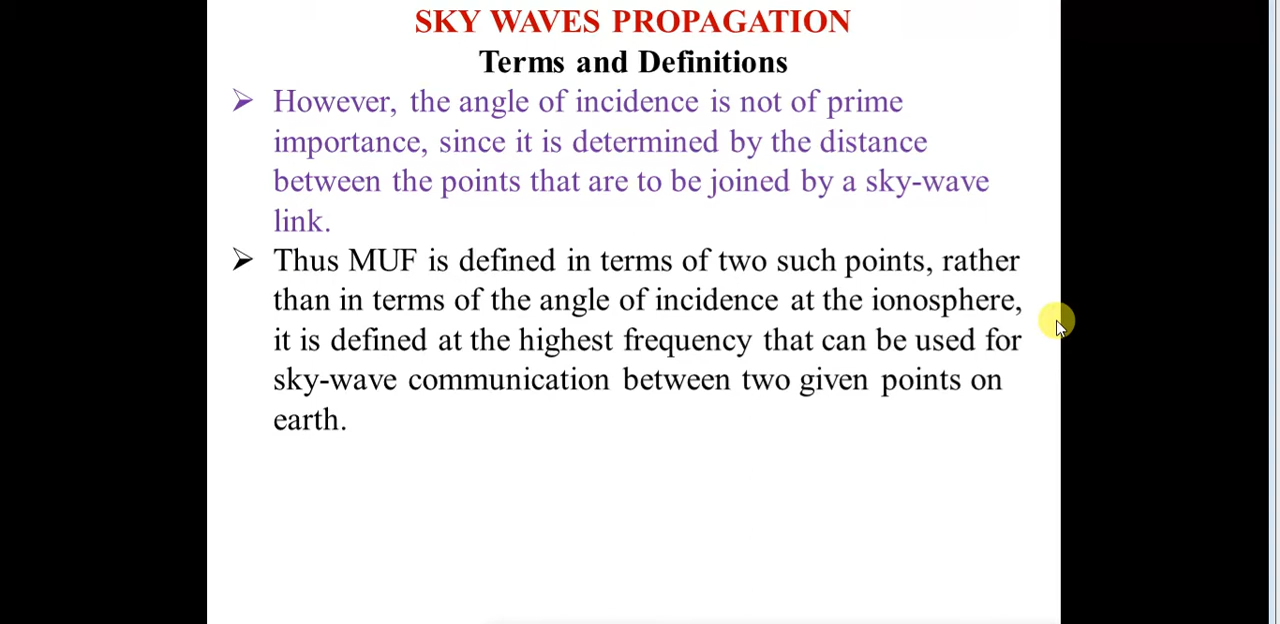 SKY WAVES PROPAGATION
Terms and Definitions
➢ However, the angle of incidence is not of prime
importance, since it is determined by the distance
between the points that are to be joined by a sky-wave
link.
➢ Thus MUF is defined in terms of two such points, rather
than in terms of the angle of incidence at the ionosphere,
it is defined at the highest frequency that can be used for
sky-wave communication between two given points on
earth.